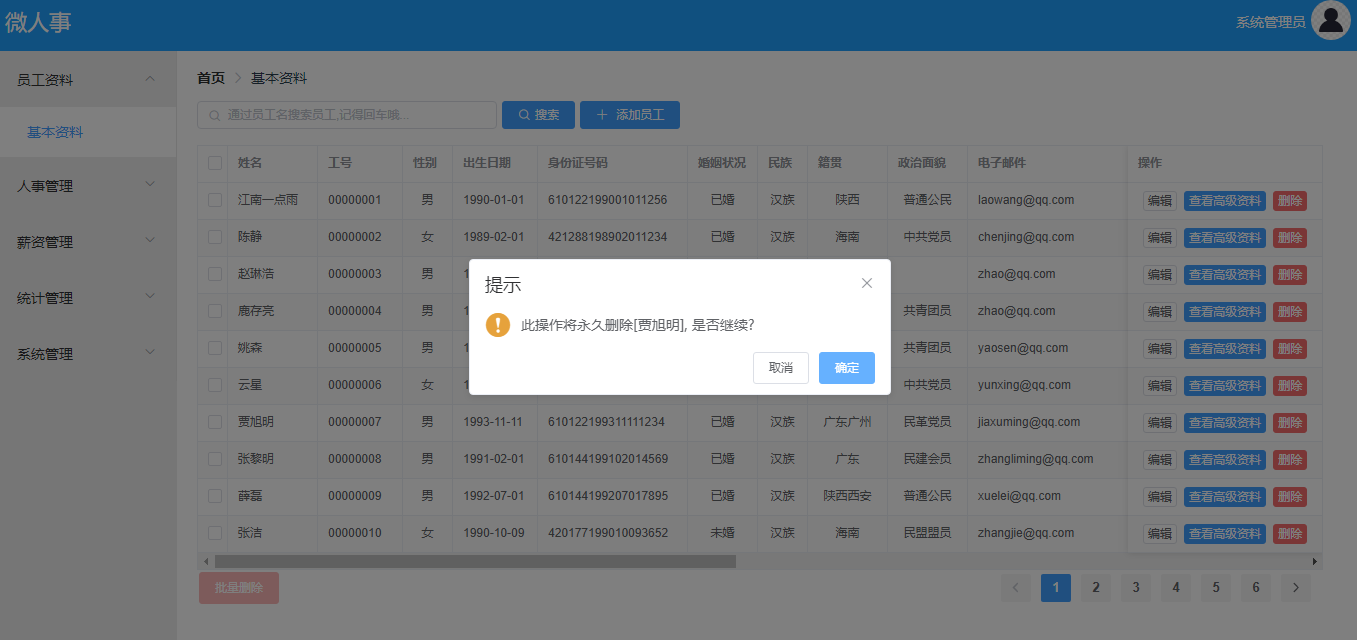 微人事
系统管理员
员工资料
基本资料
人事管理
薪资管理
统计管理
系统管理
首页 基本资料
通过员工名搜索员工,记得回车哦...
搜索
添加员工
姓名 工号 性别 出生日期 身份证号码 婚姻状况 民族 籍贯 政治面貌 电子邮件 操作
江南一点雨 00000001 男 1990-01-01 610122199001011256 已婚 汉族 陕西 普通公民 laowang@qq.com 编辑 查看高级资料 删除
陈静 00000002 女 1989-02-01 421288198902011234 已婚 汉族 海南 中共党员 chenjing@qq.com 编辑 查看高级资料 删除
赵琳浩 00000003 男 zhao@qq.com 编辑 查看高级资料 删除
鹿存亮 00000004 男 共青团员 zhao@qq.com 编辑 查看高级资料 删除
姚森 00000005 男 共青团员 yaosen@qq.com 编辑 查看高级资料 删除
云星 00000006 女 中共党员 yunxing@qq.com 编辑 查看高级资料 删除
贾旭明 00000007 男 1993-11-11 610122199311111234 已婚 汉族 广东广州 民革党员 jiaxuming@qq.com 编辑 查看高级资料 删除
张黎明 00000008 男 1991-02-01 610144199102014569 已婚 汉族 广东 民建会员 zhangliming@qq.com 编辑 查看高级资料 删除
薛磊 00000009 男 1992-07-01 610144199207017895 已婚 汉族 陕西西安 普通公民 xuelei@qq.com 编辑 查看高级资料 删除
张洁 00000010 女 1990-10-09 420177199010093652 未婚 汉族 海南 民盟盟员 zhangjie@qq.com 编辑 查看高级资料 删除
批量删除
1 2 3 4 5 6
提示
此操作将永久删除[贾旭明], 是否继续?
取消 确定